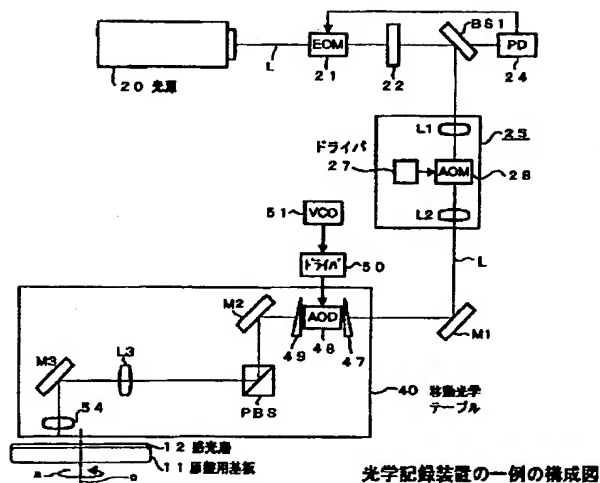 BS1
EOM
PD
L
21
22
24
20 光源
L1
25
ドライバ
27
AOM
28
L2
51
VCO
L
ドライバ
50
M2
AOD
M1
M3
L3
49
48
47
PBS
40 移動光学
テーブル
54
12 感光層
11 原盤用基板
a
c
光学記録装置の一例の構成図